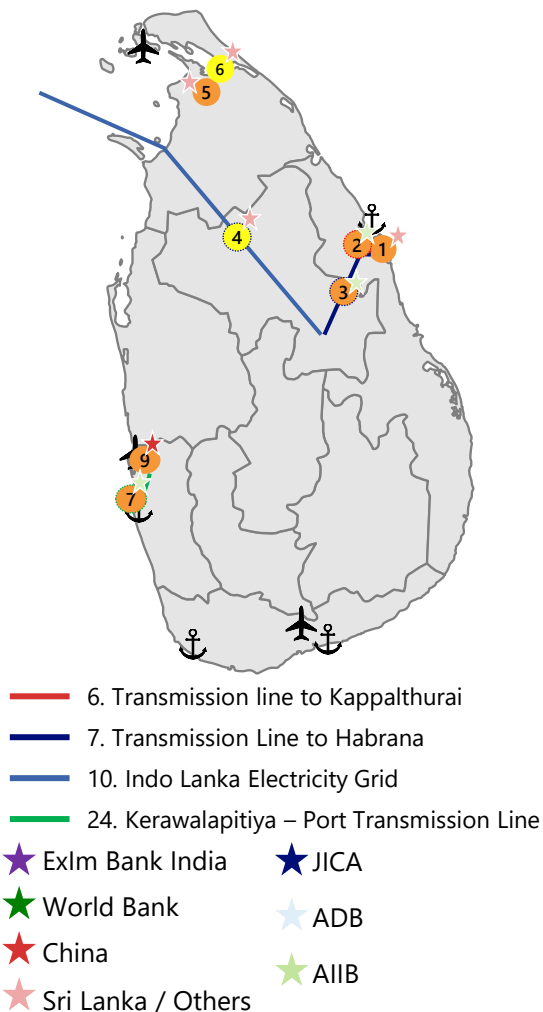 6
5
4
2
1
3
9
7
6. Transmission line to Kappalthurai
7. Transmission Line to Habrana
10. Indo Lanka Electricity Grid
24. Kerawalapitiya – Port Transmission Line
ExIm Bank India
JICA
World Bank
ADB
China
AIIB
Sri Lanka / Others